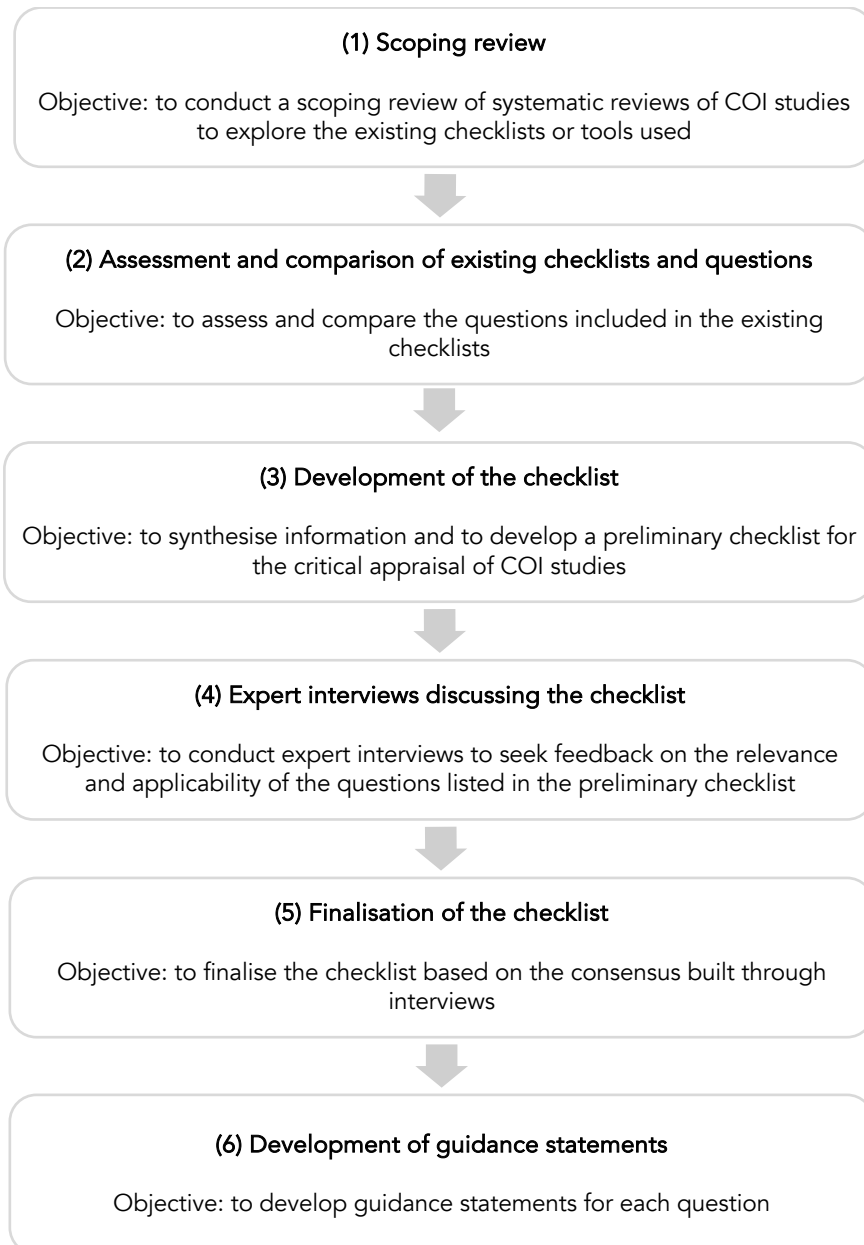 (1) Scoping review
Objective: to conduct a scoping review of systematic reviews of COI studies
to explore the existing checklists or tools used
(2) Assessment and comparison of existing checklists and questions
Objective: to assess and compare the questions included in the existing
checklists
(3) Development of the checklist
Objective: to synthesise information and to develop a preliminary checklist for
the critical appraisal of COI studies
(4) Expert interviews discussing the checklist
Objective: to conduct expert interviews to seek feedback on the relevance
and applicability of the questions listed in the preliminary checklist
(5) Finalisation of the checklist
Objective: to finalise the checklist based on the consensus built through
interviews
(6) Development of guidance statements
Objective: to develop guidance statements for each question